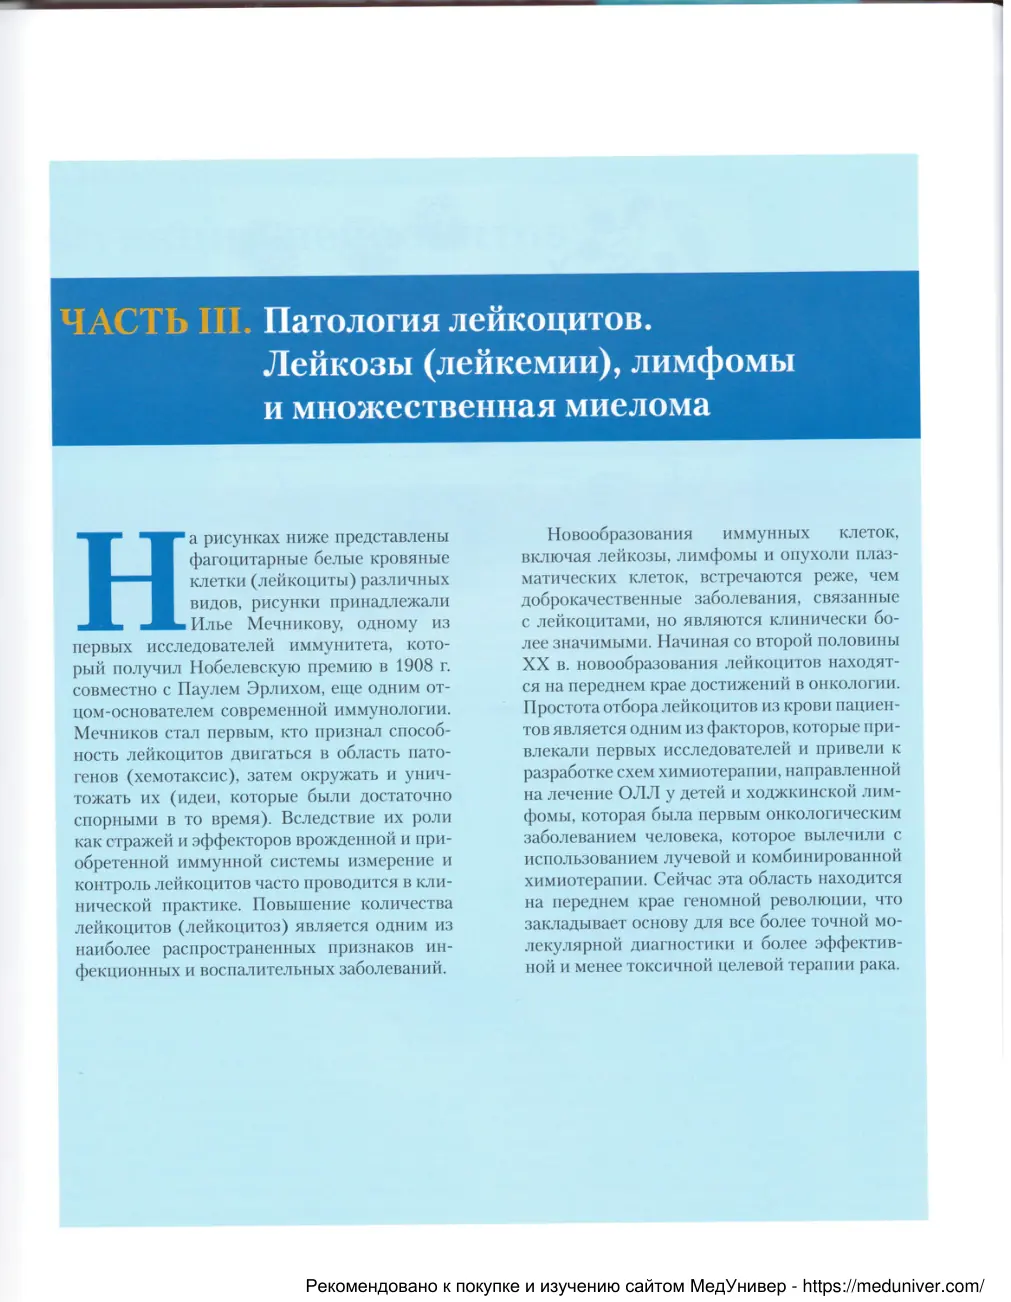 ЧАСТЬ III. Патология лейкоцитов.
Лейкозы (лейкемии), лимфомы
и множественная миелома
На рисунках ниже представлены
фагоцитарные белые кровяные
клетки (лейкоциты) различных
видов, рисунки принадлежали
Илье Мечникову, одному из
первых исследователей иммунитета, кото-
рый получил Нобелевскую премию в 1908 г.
совместно с Паулем Эрлихом, еще одним от-
цом-основателем современной иммунологии.
Мечников стал первым, кто признал способ-
ность лейкоцитов двигаться в область пато-
генов (хемотаксис), затем окружать и унич-
тожать их (идеи, которые были достаточно
спорными в то время). Вследствие их роли
как стражей и эффекторов врожденной и при-
обретенной иммунной системы измерение и
контроль лейкоцитов часто проводится в кли-
нической практике. Повышение количества
лейкоцитов (лейкоцитоз) является одним из
наиболее распространенных признаков ин-
фекционных и воспалительных заболеваний.
Новообразования иммунных клеток,
включая лейкозы, лимфомы и опухоли плаз-
матических клеток, встречаются реже, чем
доброкачественные заболевания, связанные
с лейкоцитами, но являются клинически бо-
лее значимыми. Начиная со второй половины
XX в. новообразования лейкоцитов находят-
ся на переднем крае достижений в онкологии.
Простота отбора лейкоцитов из крови пациен-
тов является одним из факторов, которые при-
влекали первых исследователей и привели к
разработке схем химиотерапии, направленной
на лечение ОЛЛ у детей и ходжкинской лим-
фомы, которая была первым онкологическим
заболеванием человека, которое вылечили с
использованием лучевой и комбинированной
химиотерапии. Сейчас эта область находится
на переднем крае геномной революции, что
закладывает основу для все более точной мо-
лекулярной диагностики и более эффектив-
ной и менее токсичной целевой терапии рака.
Рекомендовано к покупке и изучению сайтом МедУнивер - https://meduniver.com/